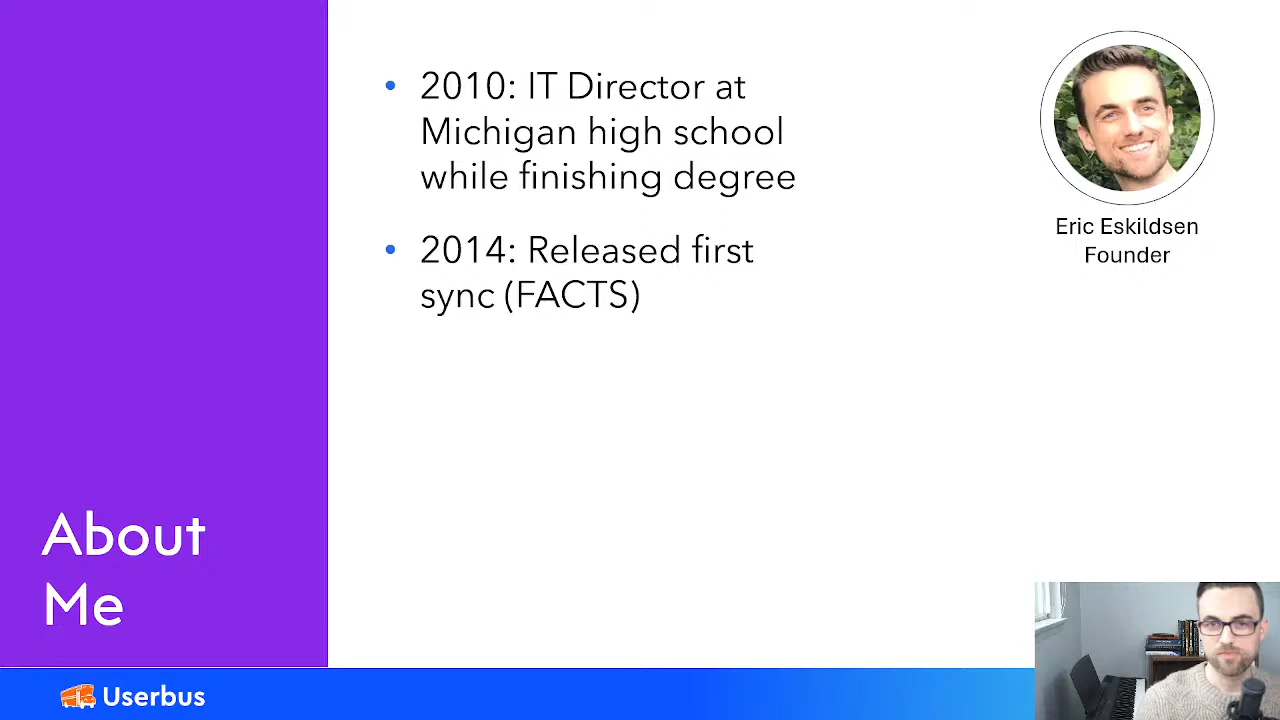 • 2010: IT Director at
Michigan high school
while finishing degree
• 2014: Released first
sync (FACTS)
Eric Eskildsen
Founder
About
Me
Userbus